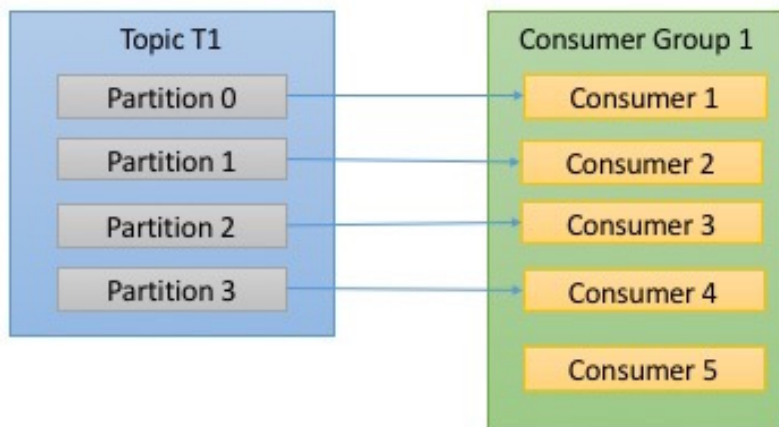 Topic T1
Partition 0
Partition 1
Partition 2
Partition 3
Consumer Group 1
Consumer 1
Consumer 2
Consumer 3
Consumer 4
Consumer 5